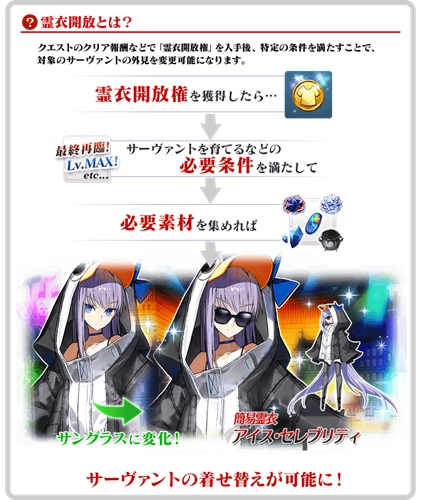 ? 霊衣開放とは?
クエストのクリア報酬などで「霊衣開放権」を入手後、特定の条件を満たすことで、
対象のサーヴァントの外見を変更可能になります。
霊衣開放権を獲得したら…
最終再臨!
Lv.MAX!
etc...
サーヴァントを育てるなどの
必要条件を満たして
必要素材を集めれば
サングラスに変化!
簡易霊衣
アイス・セレブリティ
サーヴァントの着せ替えが可能に!